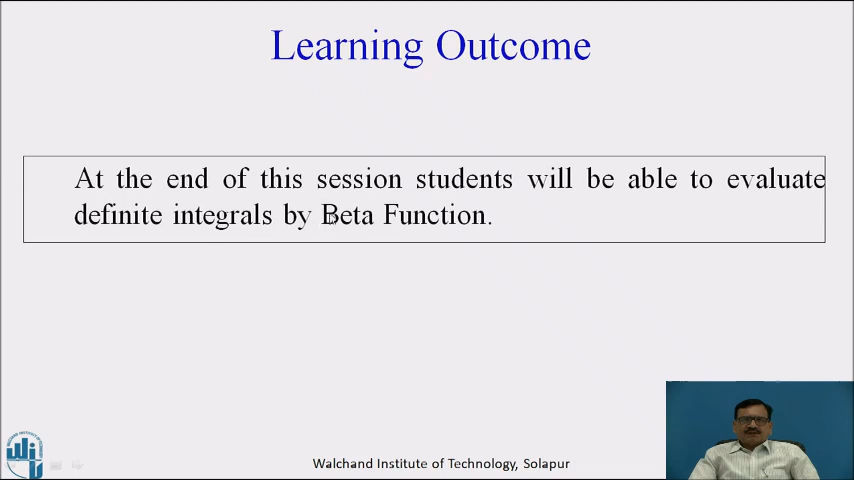 Learning Outcome
At the end of this session students will be able to evaluate
definite integrals by Beta Function.
Walchand Institute of Technology, Solapur